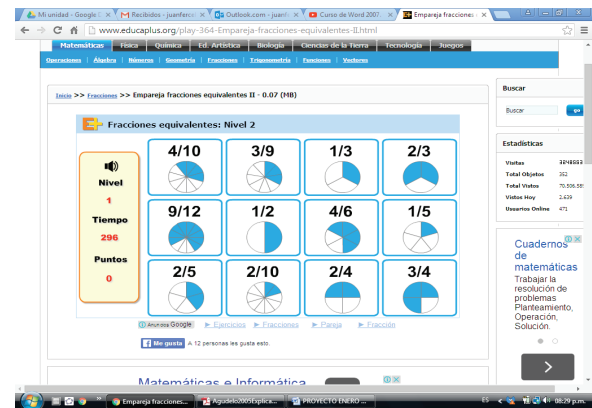 Mi unidad - Google D
Recibidos - juanferco
Outlook.com - juanfe
Curso de Word 2007.
Empareja fracciones
www.educaplus.org/play-364-Empareja-fracciones-equivalentes-II.html
Matemáticas Física Química Ed. Artística Biología Ciencias de la Tierra Tecnología Juegos
Operaciones | Álgebra | Números | Geometría | Fracciones | Trigonometría | Funciones | Vectores
Inicio >> Fracciones >> Empareja fracciones equivalentes II - 0.07 (MB)
Buscar
Buscar go
E+ Fracciones equivalentes: Nivel 2
Nivel
1
Tiempo
296
Puntos
0
4/10 3/9 1/3 2/3
9/12 1/2 4/6 1/5
2/5 2/10 2/4 3/4
Estadísticas
Visitas
Total Objetos 352
Total Vistos
Vistos Hoy 2.639
Usuarios Online 471
Cuadernos
de
matemáticas
Trabajar la
resolución de
problemas
Planteamiento,
Operación,
Solución.
Anuncios Google Ejercicios Fracciones Pareja Fracción
Me gusta A 12 personas les gusta esto.
Matemáticas e Informática
Empareja fracciones... Agudelo2005Explica... PROYECTO ENERO ...
ES 08:29 p.m.